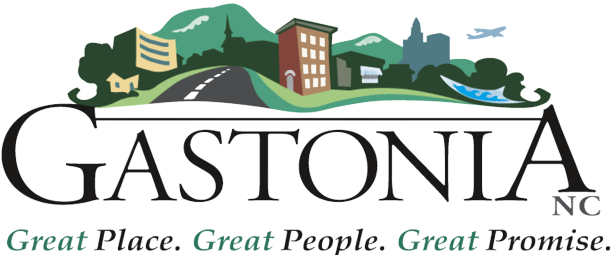 GASTONIA
NC
Great Place. Great People. Great Promise.